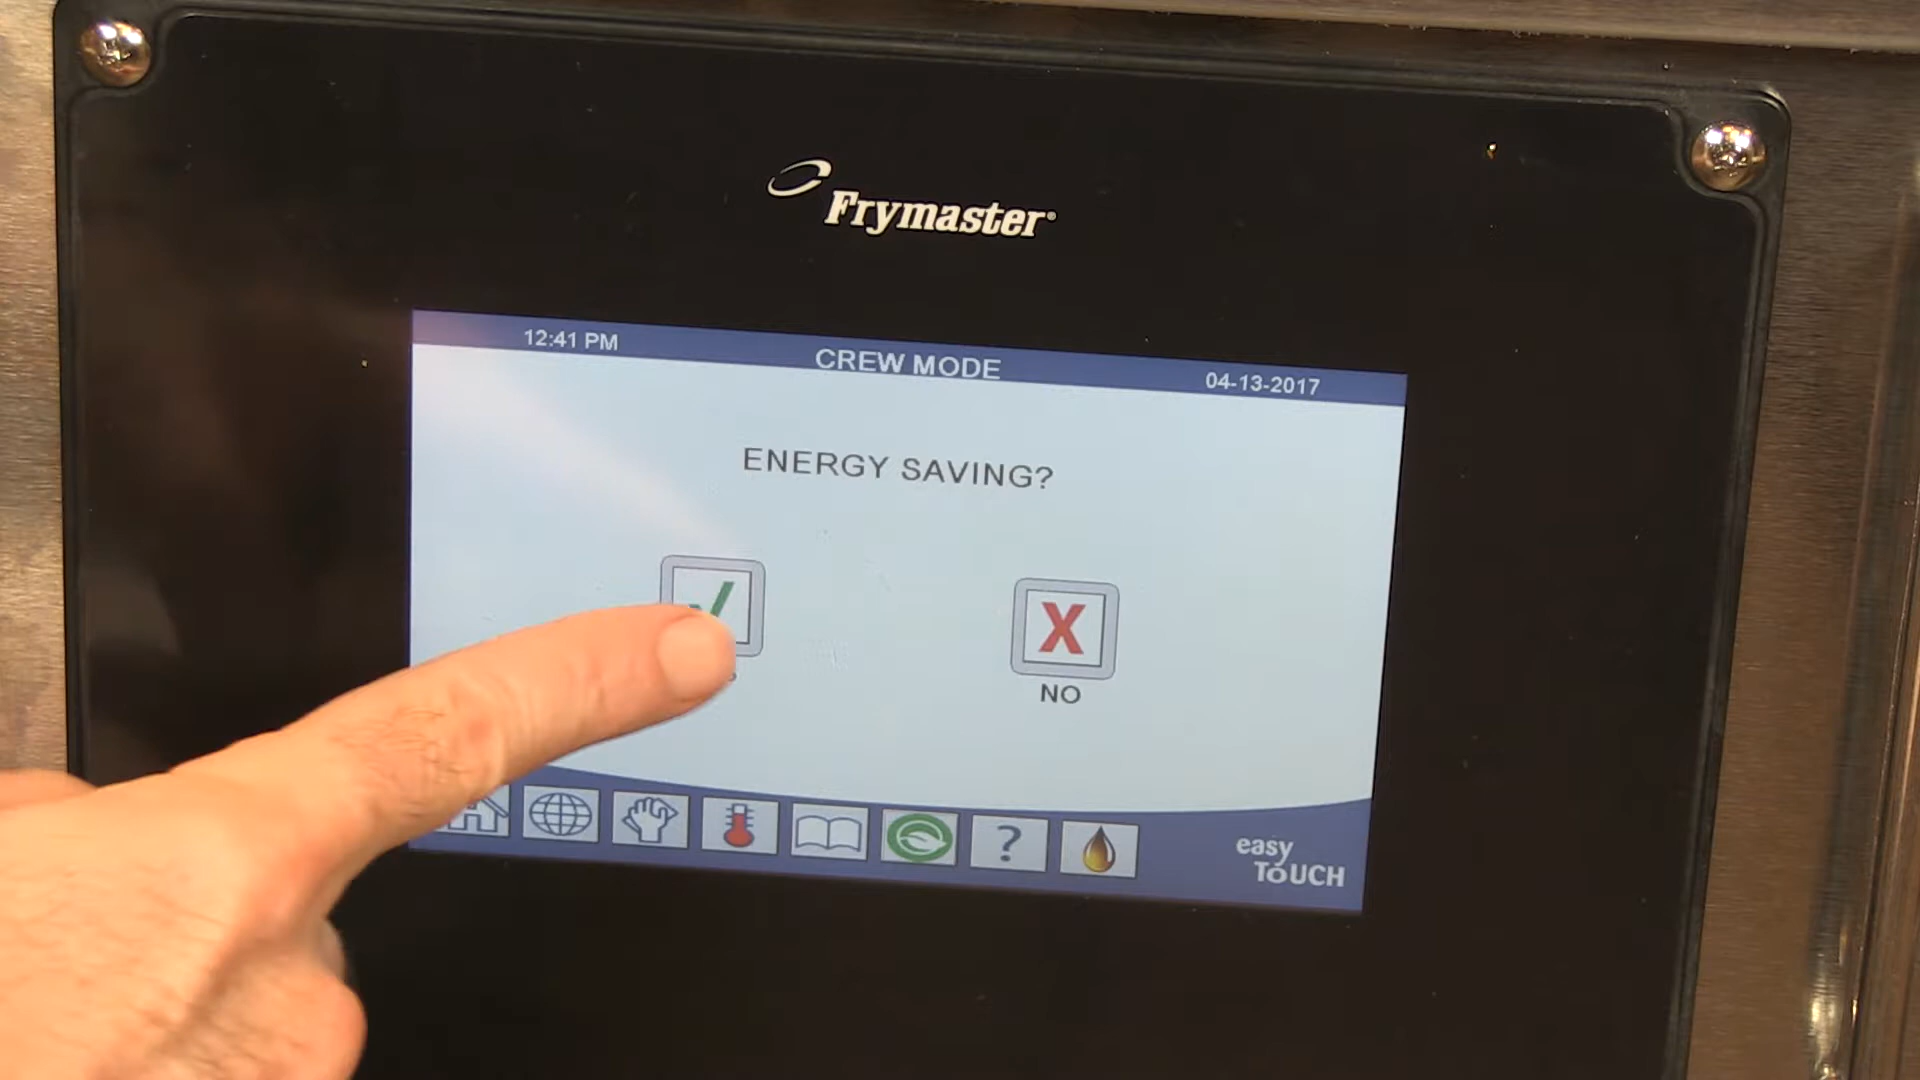 Frymaster
12:41 PM
CREW MODE
04-13-2017
ENERGY SAVING?
X
NO
?
easy
ToUCH